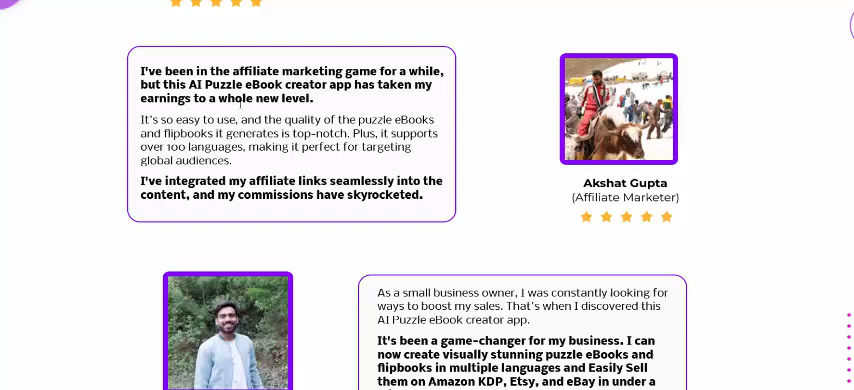 I've been in the affiliate marketing game for a while,
but this AI Puzzle eBook creator app has taken my
earnings to a whole new level.
It's so easy to use, and the quality of the puzzle eBooks
and flipbooks it generates is top-notch. Plus, it supports
over 100 languages, making it perfect for targeting
global audiences.
I've integrated my affiliate links seamlessly into the
content, and my commissions have skyrocketed.
Akshat Gupta
(Affiliate Marketer)
As a small business owner, I was constantly looking for
ways to boost my sales. That's when I discovered this
AI Puzzle eBook creator app.
It's been a game-changer for my business. I can
now create visually stunning puzzle eBooks and
flipbooks in multiple languages and Easily Sell
them on Amazon KDP, Etsy, and eBay in under a